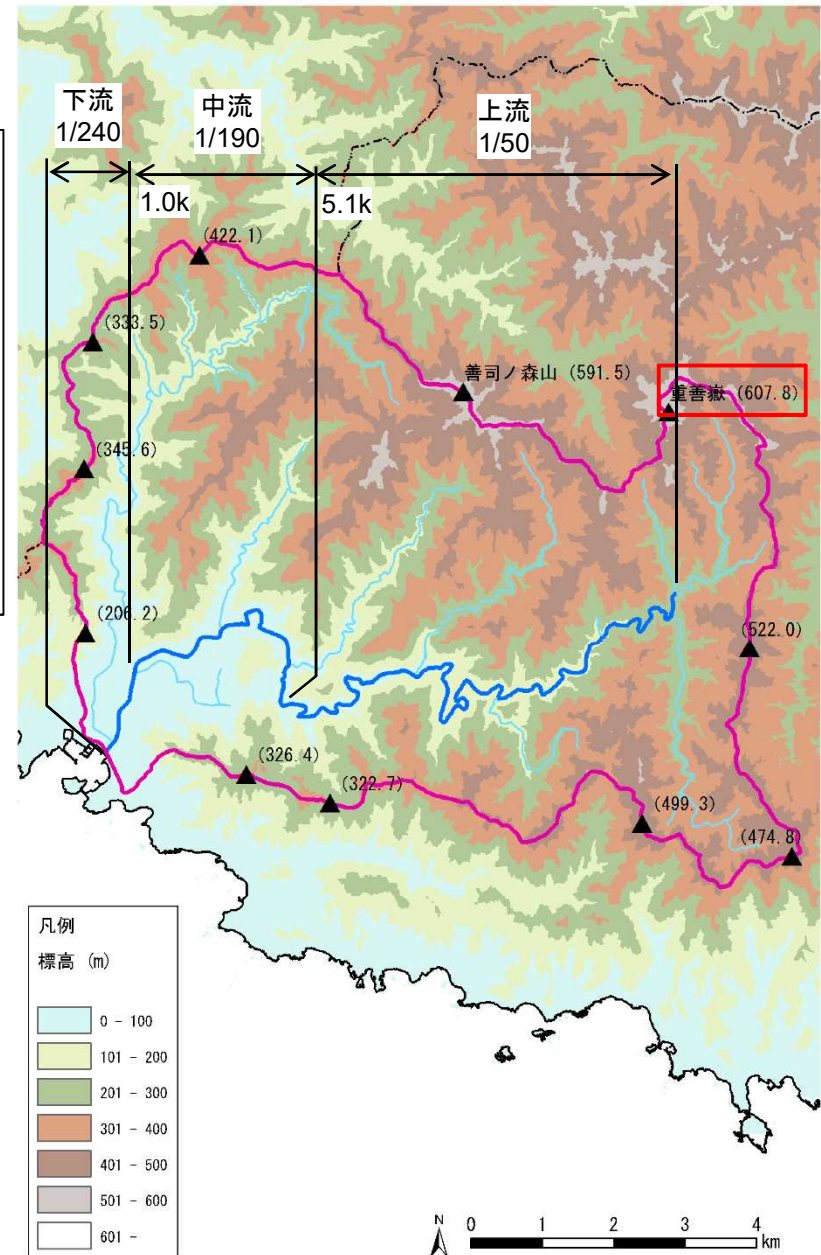 下流
1/240
中流
1/190
上流
1/50
1.0k
5.1k
(422.1)
(333.5)
善司ノ森山 (591.5)
重善嶽 (607.8)
(345.6)
(206.2)
(522.0)
(326.4)
(322.7)
(499.3)
(474.8)
凡例
標高 (m)
0 - 100
101 - 200
201 - 300
301 - 400
401 - 500
501 - 600
601 -
N
0 1 2 3 4
km